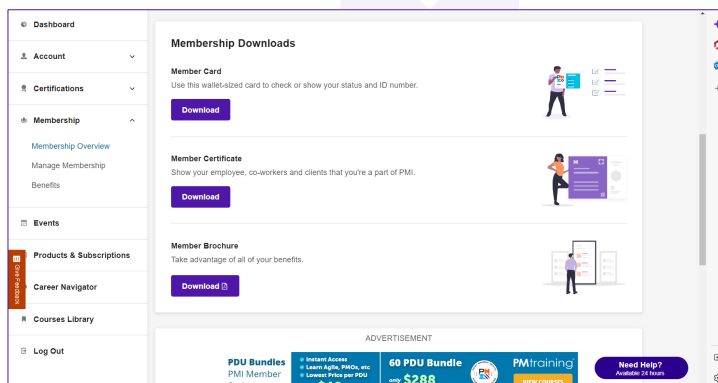 Dashboard
Account
Certifications
Membership
Membership Overview
Manage Membership
Benefits
Events
Products & Subscriptions
Career Navigator
Courses Library
Log Out
Give Feedback
Membership Downloads
Member Card
Use this wallet-sized card to check or show your status and ID number.
Download
Member Certificate
Show your employee, co-workers and clients that you're a part of PMI.
Download
Member Brochure
Take advantage of all of your benefits.
Download
ADVERTISEMENT
PDU Bundles
PMI Member
Instant Access
Learn Agile, PMOs, etc
Lowest Price per PDU
60 PDU Bundle
only $288
PMtraining
VIEW COURSES
Need Help?
Available 24 hours